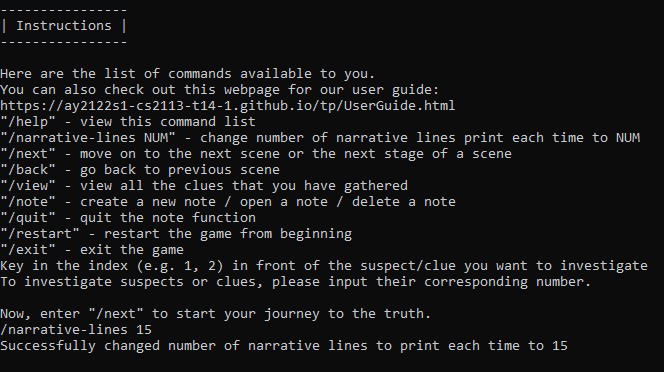 ----------------
| Instructions |
----------------
Here are the list of commands available to you.
You can also check out this webpage for our user guide:
https://ay2122s1-cs2113-t14-1.github.io/tp/UserGuide.html
"/help" - view this command list
"/narrative-lines NUM" - change number of narrative lines print each time to NUM
"/next" - move on to the next scene or the next stage of a scene
"/back" - go back to previous scene
"/view" - view all the clues that you have gathered
"/note" - create a new note / open a note / delete a note
"/quit" - quit the note function
"/restart" - restart the game from beginning
"/exit" - exit the game
Key in the index (e.g. 1, 2) in front of the suspect/clue you want to investigate
To investigate suspects or clues, please input their corresponding number.
Now, enter "/next" to start your journey to the truth.
/narrative-lines 15
Successfully changed number of narrative lines to print each time to 15